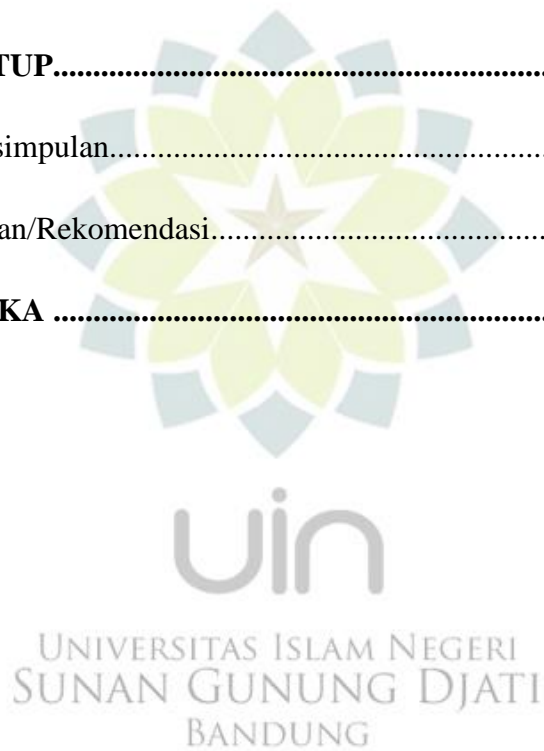 TUP............................................................
simpulan.....................................................
an/Rekomendasi.........................................
KA ............................................................
uin
UNIVERSITAS ISLAM NEGERI
SUNAN GUNUNG DJATI
BANDUNG